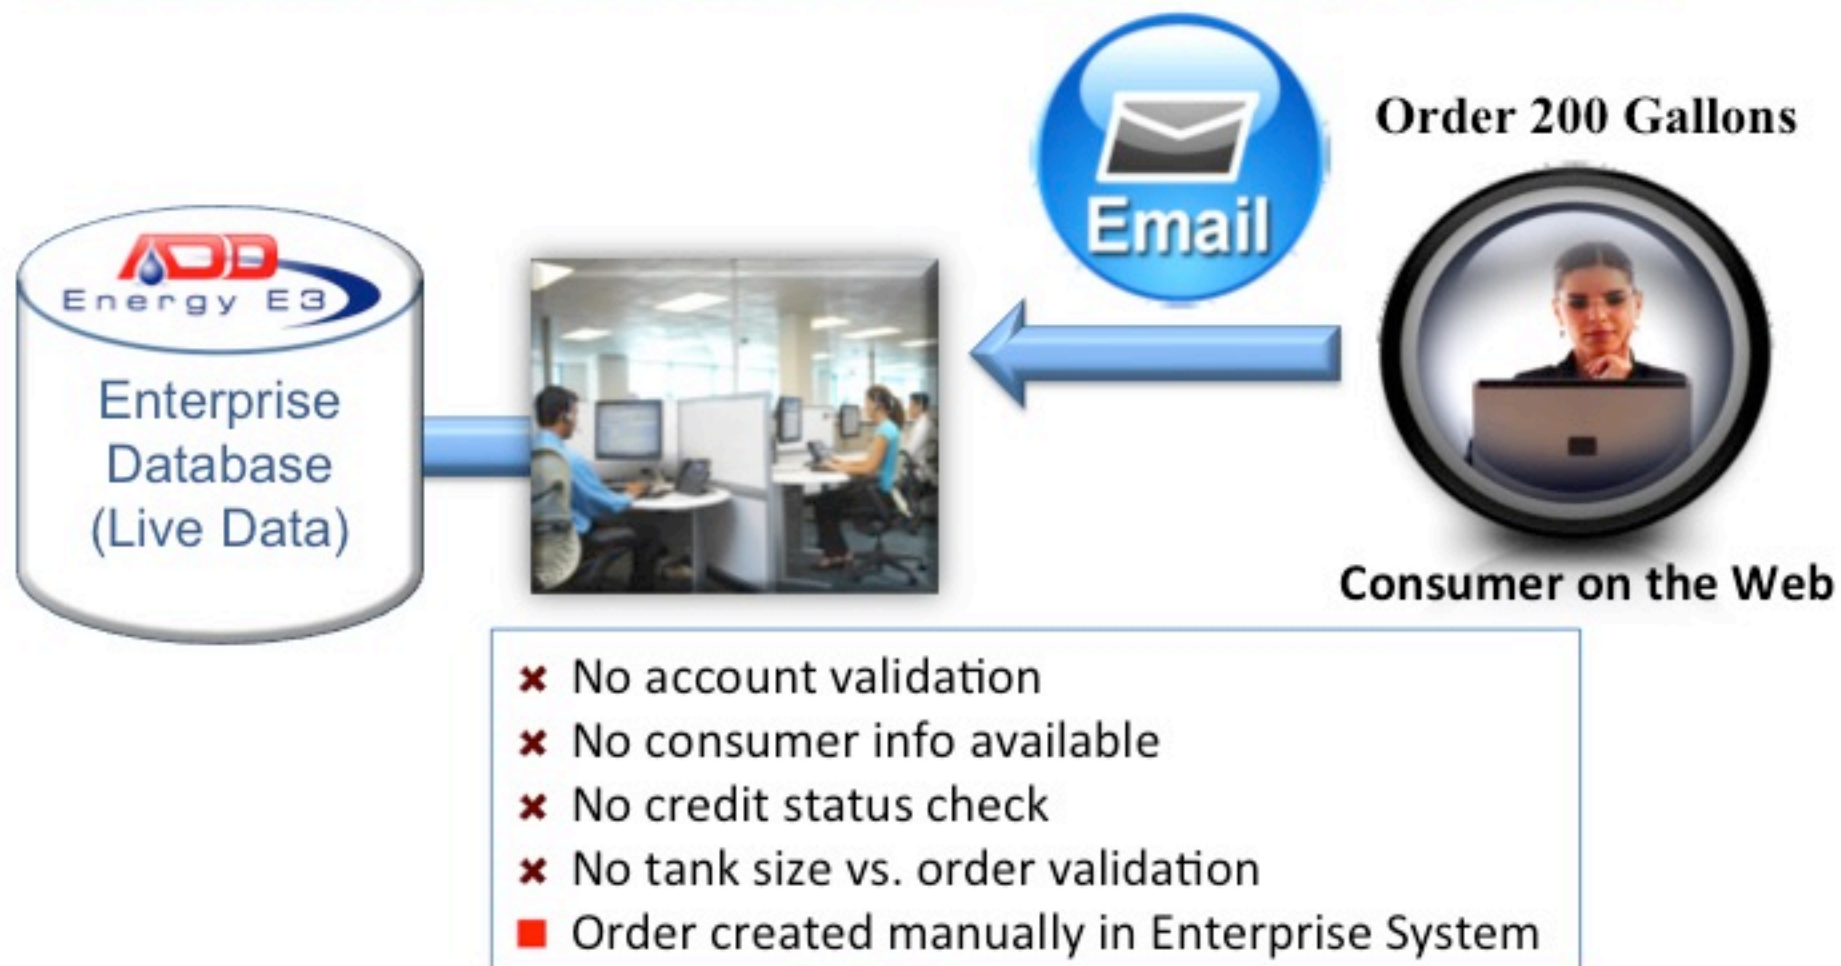 Order 200 Gallons
Email
ADD
Energy E3
Enterprise
Database
(Live Data)
Consumer on the Web
No account validation
No consumer info available
No credit status check
No tank size vs. order validation
Order created manually in Enterprise System